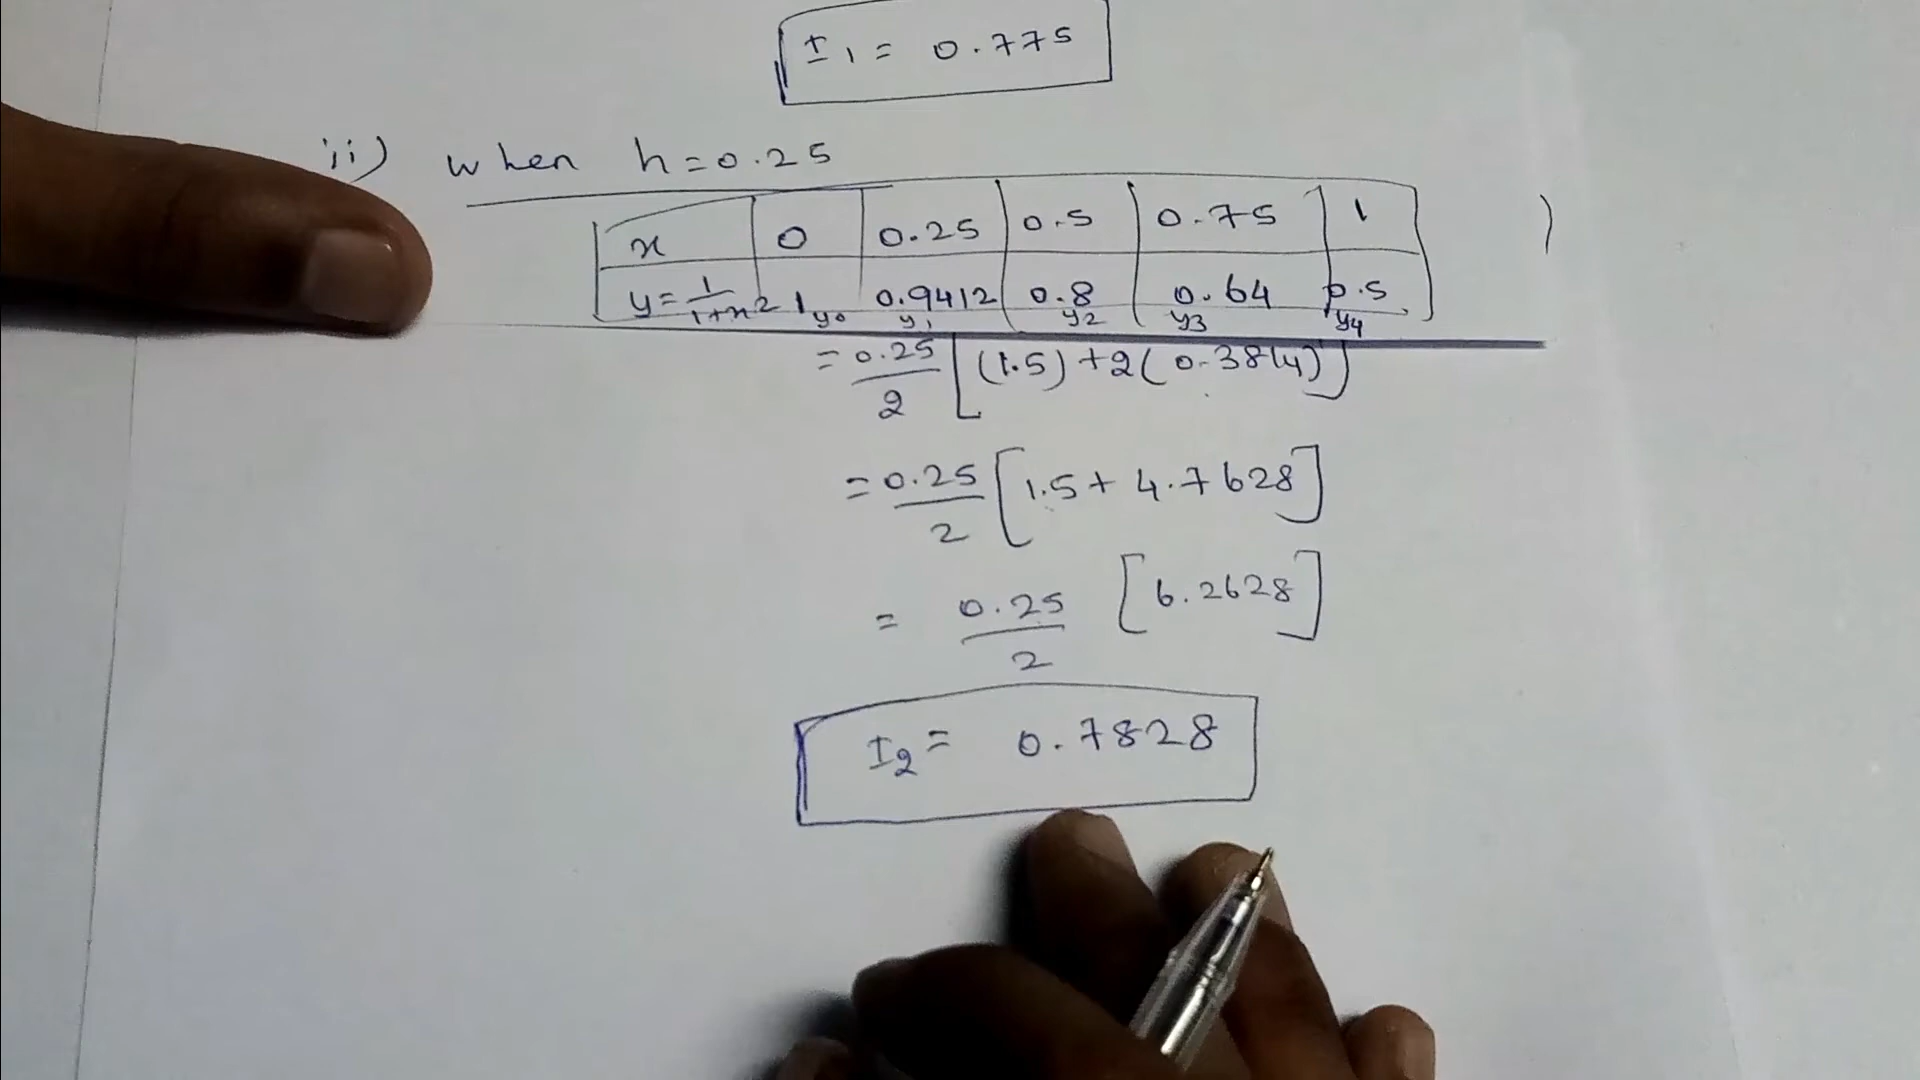 I1 = 0.775
ii) when h=0.25
x 0 0.25 0.5 0.75 1
y=1/1+x2 1 y0 0.9412 y1 0.8 y2 0.64 y3 0.5 y4
= 0.25/2 [(1.5)+2(0.3814)]
= 0.25/2 [1.5+4.7628]
= 0.25/2 [6.2628]
I2 = 0.7828